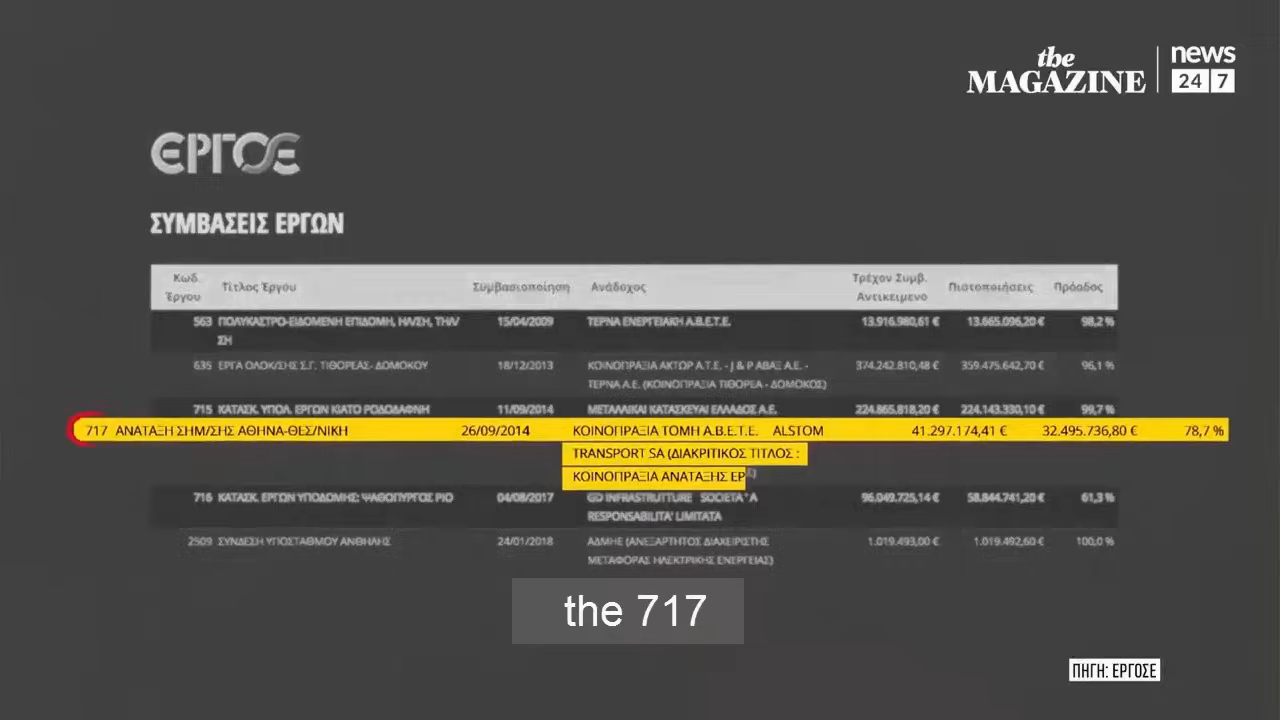 the
MAGAZINE
news
24 7
ΕΡΓΟΣΕ
ΣΥΜΒΑΣΕΙΣ ΕΡΓΩΝ
Κωδ. Έργου Τίτλος Έργου Συμβασιοποίηση Ανάδοχος Τρέχον Συμβ. Αντικειμενο Πιστοποιήσεις Πρόοδος
563 ΠΟΛΥΚΑΣΤΡΟ-ΕΙΔΟΜΕΝΗ ΕΠΙΔΟΜΗ, ΗΛ/ΣΗ, ΤΗΛ/ 15/04/2009 ΤΕΡΝΑ ΕΝΕΡΓΕΙΑΚΗ Α.Β.Ε.Τ.Ε. 13.916.980,61 € 13.665.096,20 € 98,2 %
ΣΗ
635 ΕΡΓΑ ΟΛΟΚ/ΣΗΣ Σ.Γ. ΤΙΘΟΡΕΑΣ- ΔΟΜΟΚΟΥ 18/12/2013 ΚΟΙΝΟΠΡΑΞΙΑ ΑΚΤΩΡ Α.Τ.Ε. - J & P ΑΒΑΞ Α.Ε. - 374.242.810,48 € 359.475.642,70 € 96,1 %
ΤΕΡΝΑ Α.Ε. (ΚΟΙΝΟΠΡΑΞΙΑ ΤΙΘΟΡΕΑ - ΔΟΜΟΚΟΣ)
715 ΚΑΤΑΣΚ. ΥΠΟΛ. ΕΡΓΩΝ ΚΙΑΤΟ ΡΟΔΟΔΑΦΝΗ 11/09/2014 ΜΕΤΑΛΛΙΚΑΙ ΚΑΤΑΣΚΕΥΑΙ ΕΛΛΑΔΟΣ Α.Ε. 224.865.818,20 € 224.143.330,10 € 99,7 %
717 ΑΝΑΤΑΞΗ ΣΗΜ/ΣΗΣ ΑΘΗΝΑ-ΘΕΣ/ΝΙΚΗ 26/09/2014 ΚΟΙΝΟΠΡΑΞΙΑ ΤΟΜΗ Α.Β.Ε.Τ.Ε. ALSTOM 41.297.174,41 € 32.495.736,80 € 78,7 %
TRANSPORT SA (ΔΙΑΚΡΙΤΙΚΟΣ ΤΙΤΛΟΣ :
ΚΟΙΝΟΠΡΑΞΙΑ ΑΝΑΤΑΞΗΣ ΕΡ
716 ΚΑΤΑΣΚ. ΕΡΓΩΝ ΥΠΟΔΟΜΗΣ: ΨΑΘΟΠΥΡΓΟΣ ΡΙΟ 04/08/2017 GD INFRASTRUTTURE SOCIETA ' A 96.049.725,14 € 58.844.741,20 € 61,3 %
RESPONSABILITA' LIMITATA
2509 ΣΥΝΔΕΣΗ ΥΠΟΣΤΑΘΜΟΥ ΑΝΘΗΛΗΣ 24/01/2018 ΑΔΜΗΕ (ΑΝΕΞΑΡΤΗΤΟΣ ΔΙΑΧΕΙΡΙΣΤΗΣ 1.019.493,00 € 1.019.492,60 € 100,0 %
ΜΕΤΑΦΟΡΑΣ ΗΛΕΚΤΡΙΚΗΣ ΕΝΕΡΓΕΙΑΣ)
the 717
ΠΗΓΗ: ΕΡΓΟΣΕ